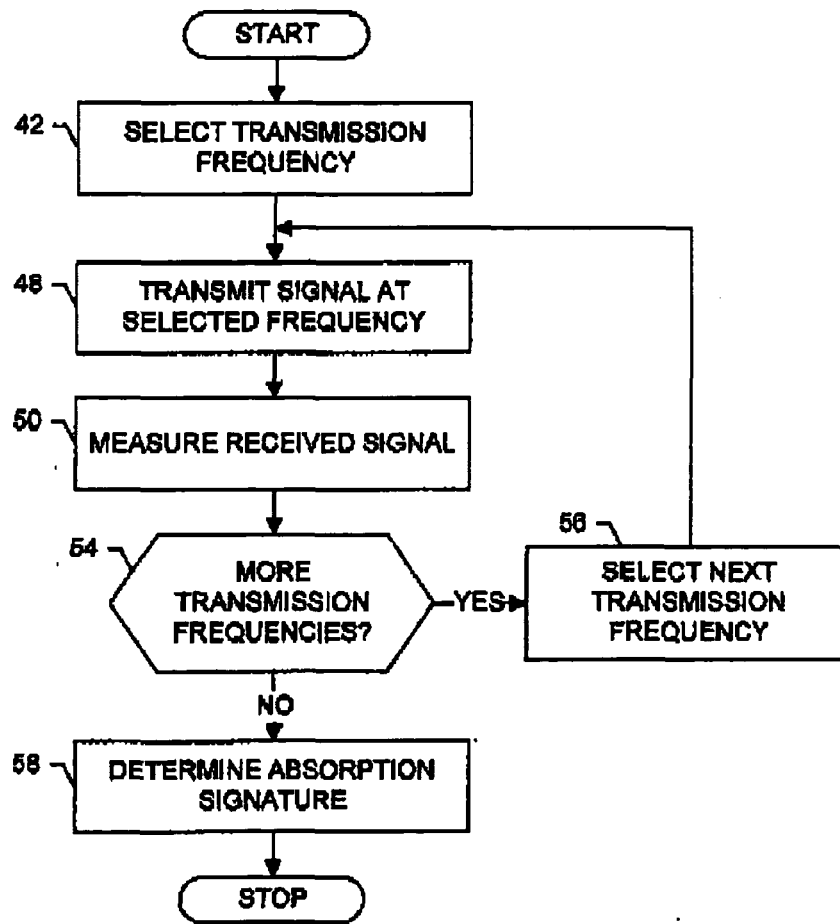 START
42
SELECT TRANSMISSION
FREQUENCY
48
TRANSMIT SIGNAL AT
SELECTED FREQUENCY
50
MEASURE RECEIVED SIGNAL
54
MORE
TRANSMISSION
FREQUENCIES?
YES
56
SELECT NEXT
TRANSMISSION
FREQUENCY
NO
58
DETERMINE ABSORPTION
SIGNATURE
STOP